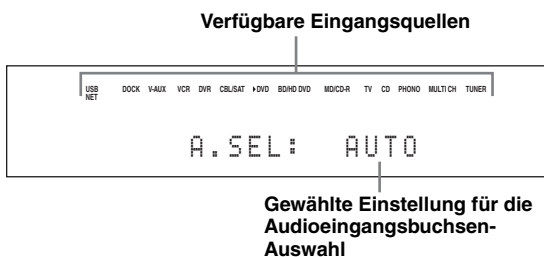 Verfügbare Eingangsquellen
USB NET DOCK V-AUX VCR DVR CBL/SAT DVD BD/HD DVD MD/CD-R TV CD PHONO MULTI CH TUNER
A.SEL: AUTO
Gewählte Einstellung für die
Audioeingangsbuchsen-
Auswahl